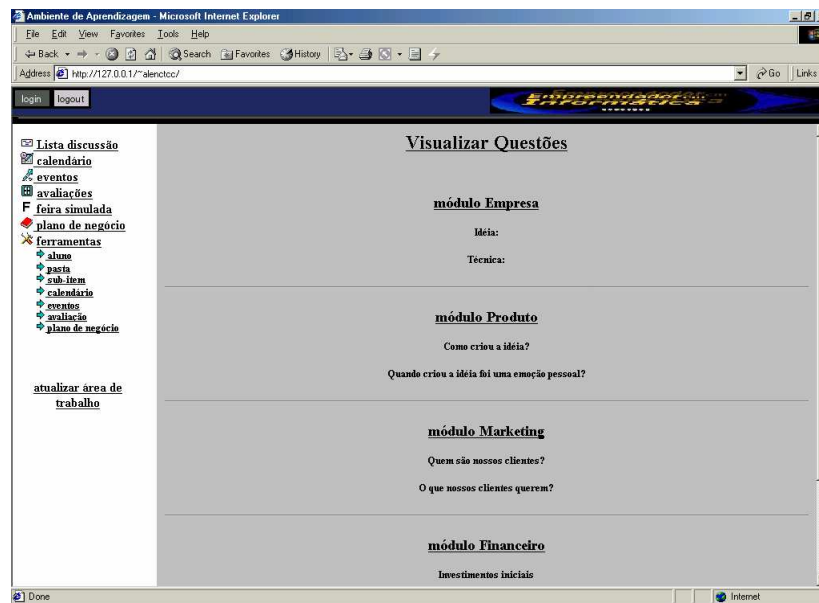 Ambiente de Aprendizagem - Microsoft Internet Explorer
File Edit View Favorites Tools Help
Back Search Favorites History
Address http://127.0.0.1/~alenctcc/ Go Links
login logout
Empreendedor em
Informática
Lista discussão
calendário
eventos
avaliações
F feira simulada
plano de negócio
ferramentas
aluno
pasta
sub-item
calendário
eventos
avaliação
plano de negócio
atualizar área de
trabalho
Visualizar Questões
módulo Empresa
Idéia:
Técnica:
módulo Produto
Como criou a idéia?
Quando criou a idéia foi uma emoção pessoal?
módulo Marketing
Quem são nossos clientes?
O que nossos clientes querem?
módulo Financeiro
Investimentos iniciais
Done Internet